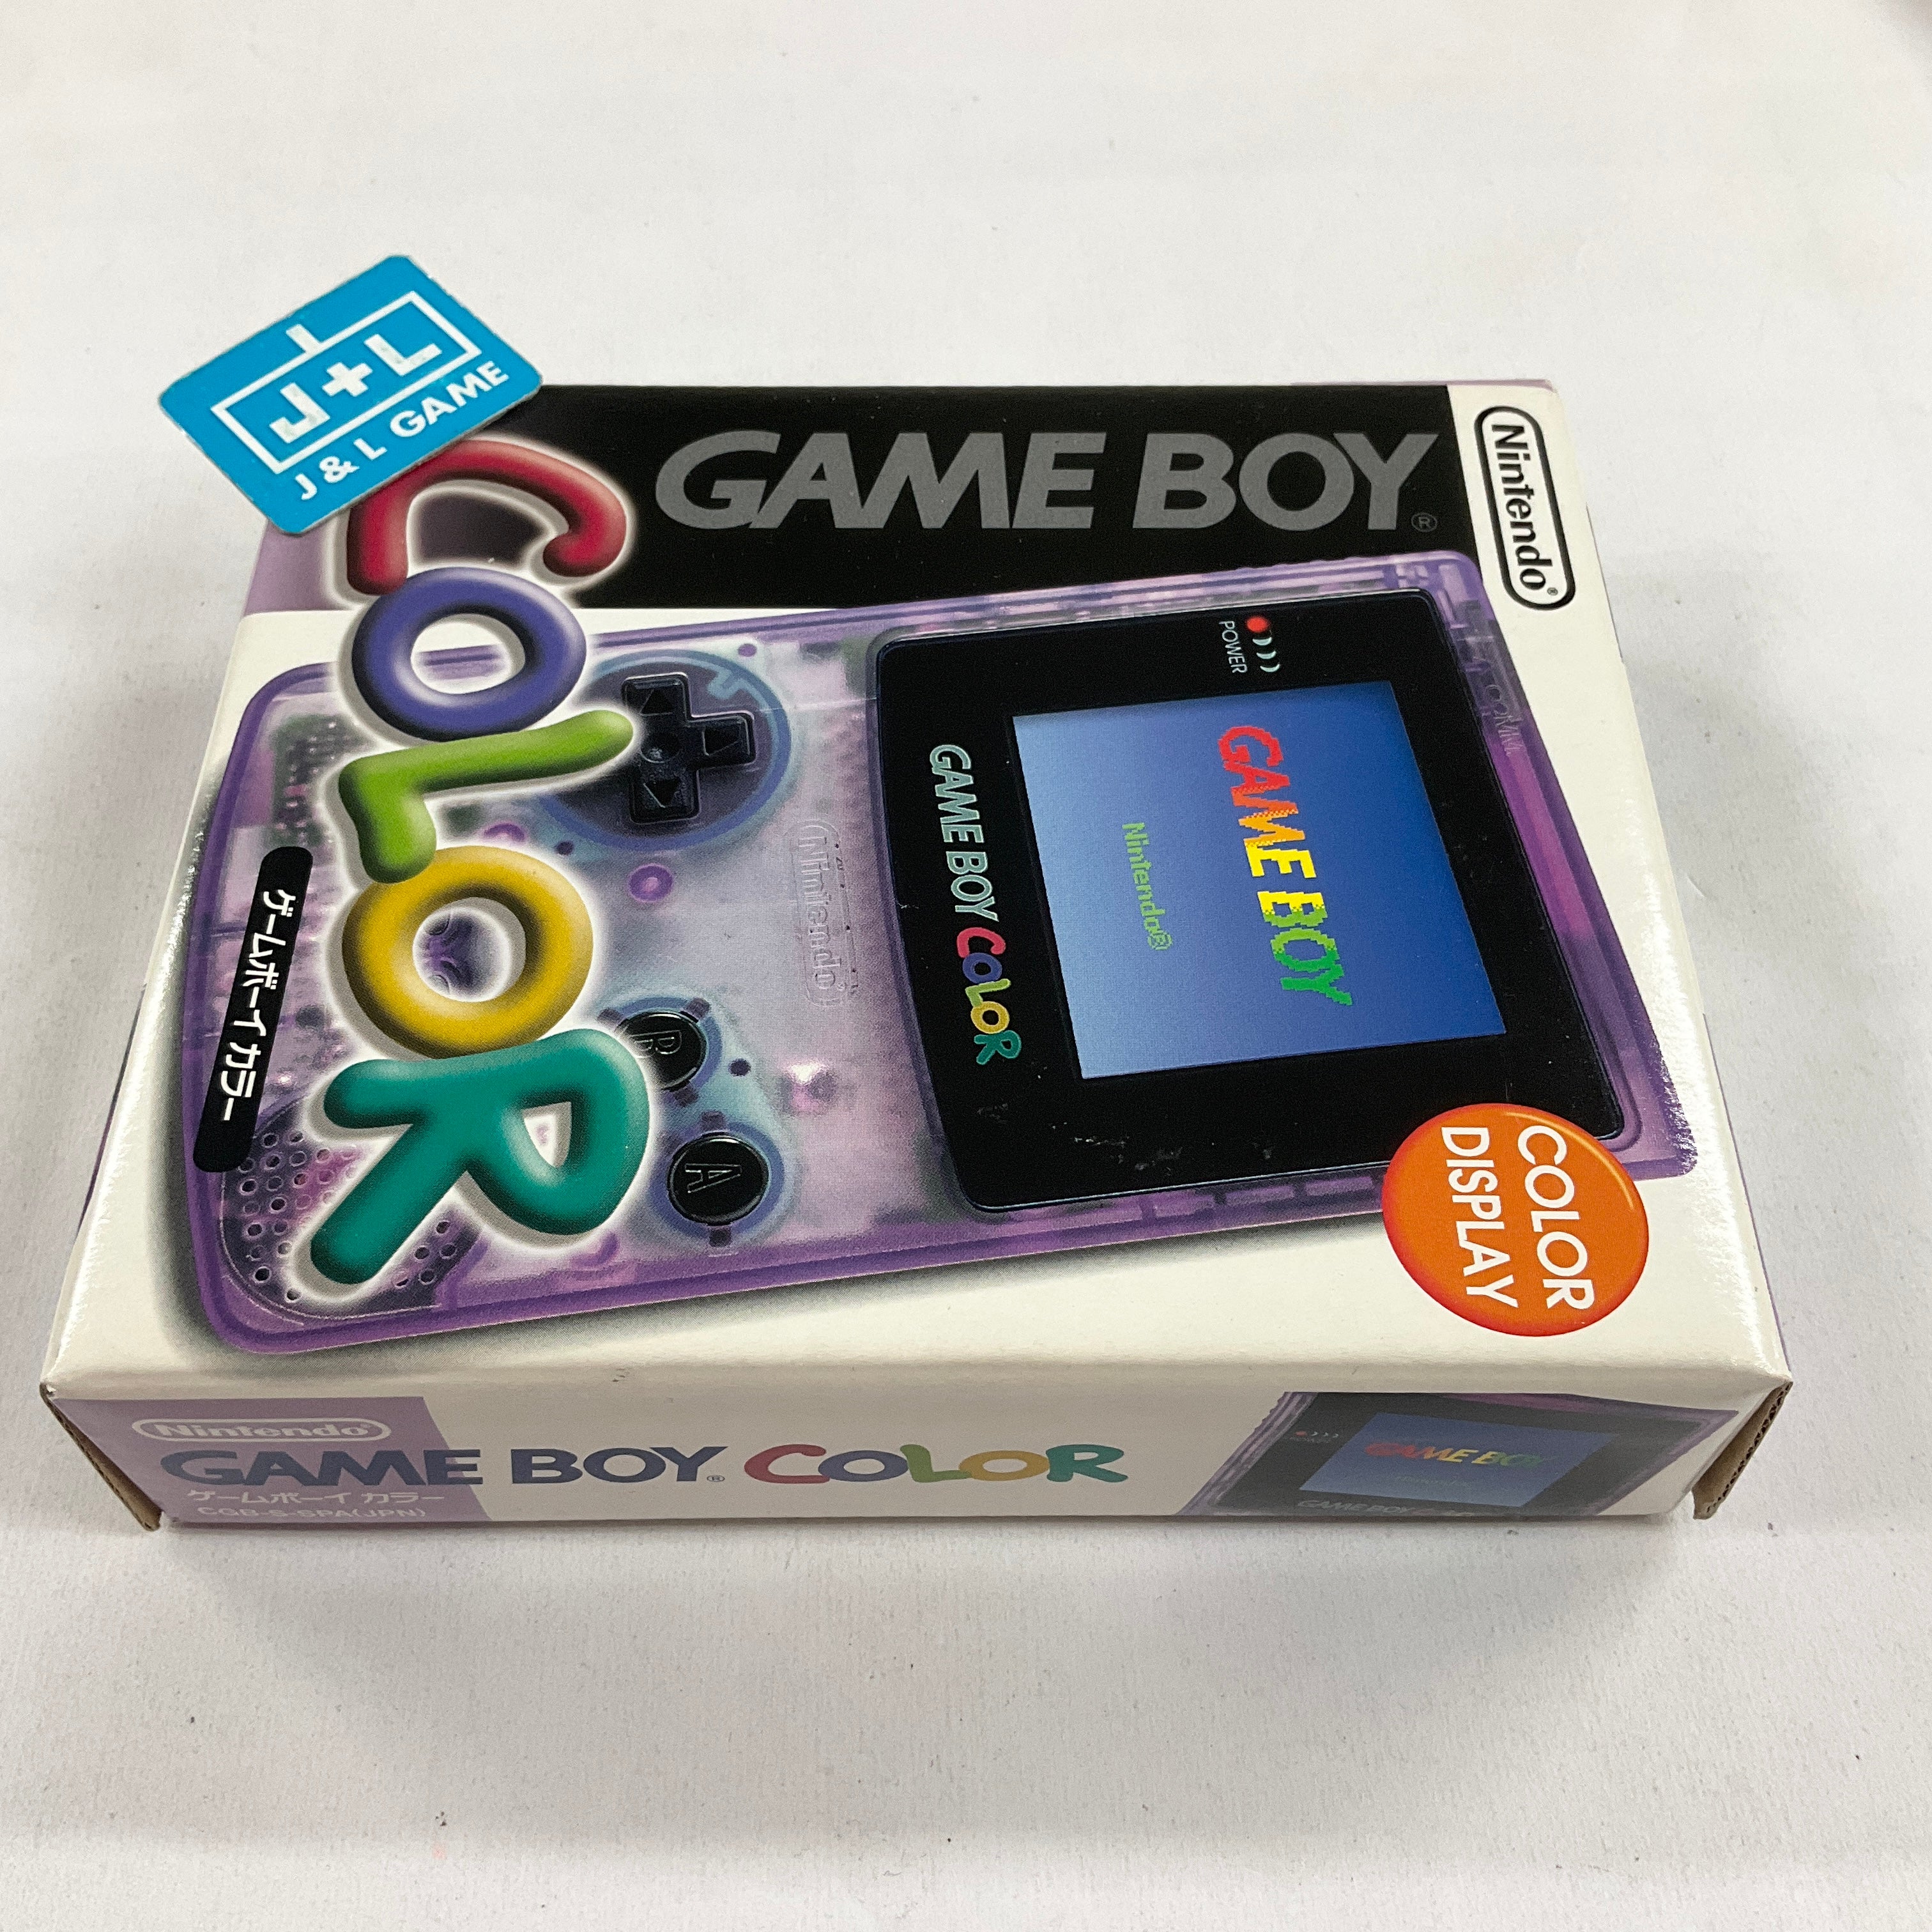 J+L
J & L GAME
GAME BOY®
Nintendo®
COLOR
ゲームボーイ カラー
POWER
GAME BOY
Nintendo®
GAME BOY COLOR
COMM.
Nintendo
B
A
COLOR
DISPLAY
Nintendo®
GAME BOY® COLOR
ゲームボーイ カラー
CGB-S-SPA(JPN)
GAME BOY
GAME BOY COLOR